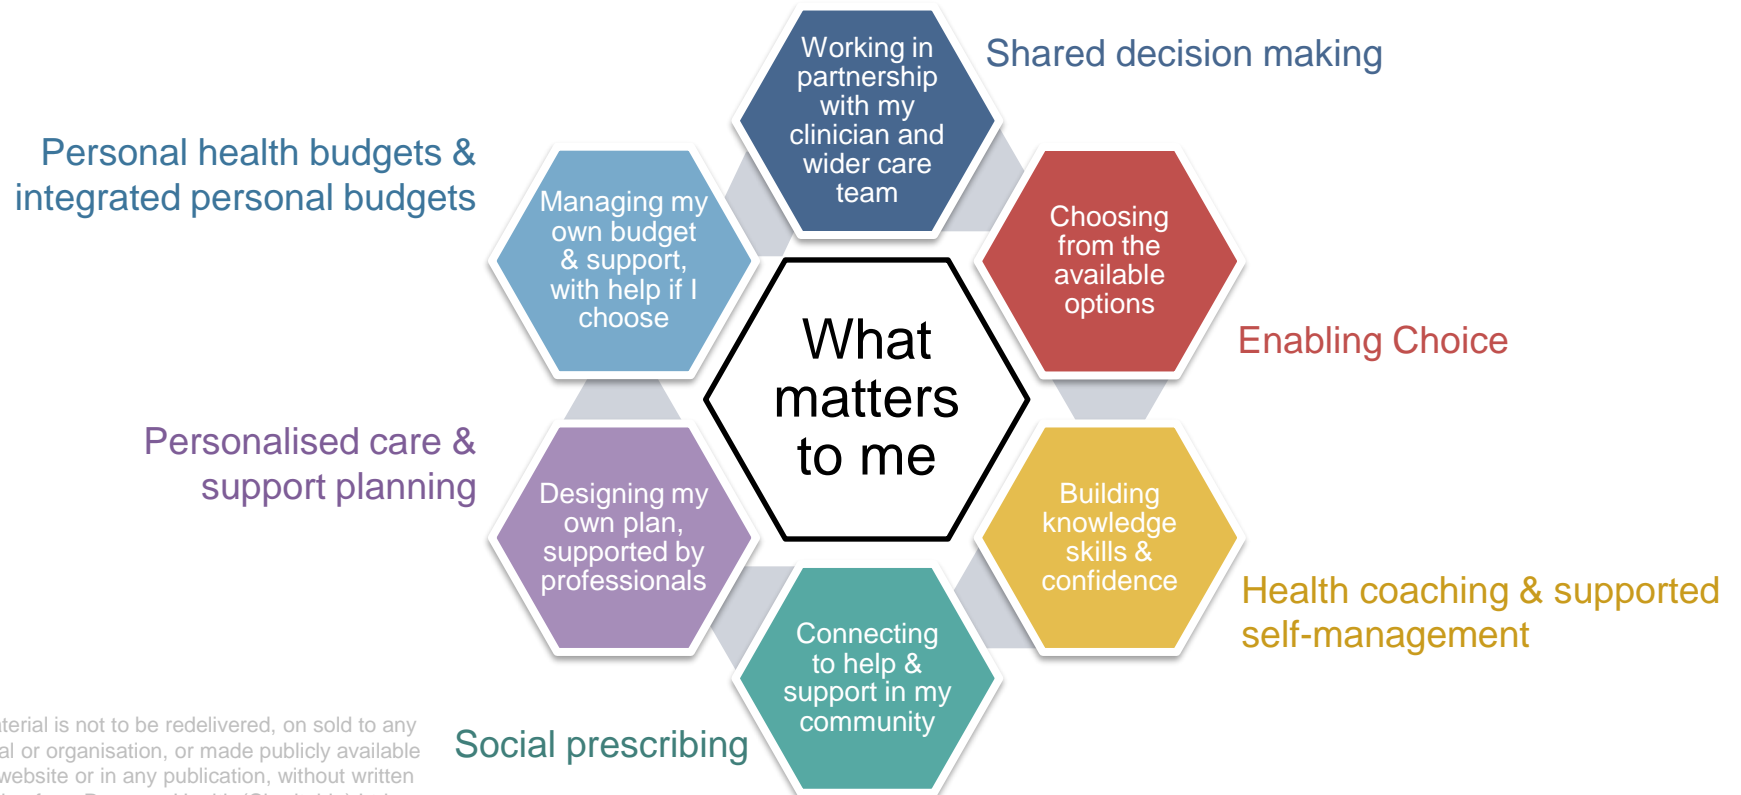 Working in
partnership
with my
clinician and
wider care
team
Shared decision making
Personal health budgets &
integrated personal budgets
Managing my
own budget
& support,
with help if I
choose
Choosing
from the
available
options
Enabling Choice
What
matters
to me
Personalised care &
support planning
Designing my
own plan,
supported by
professionals
Building
knowledge
skills &
confidence
Health coaching & supported
self-management
Connecting
to help &
support in my
community
Social prescribing
is not to be redelivered, on sold to any
or organisation, or made publicly available
website or in any publication, without written